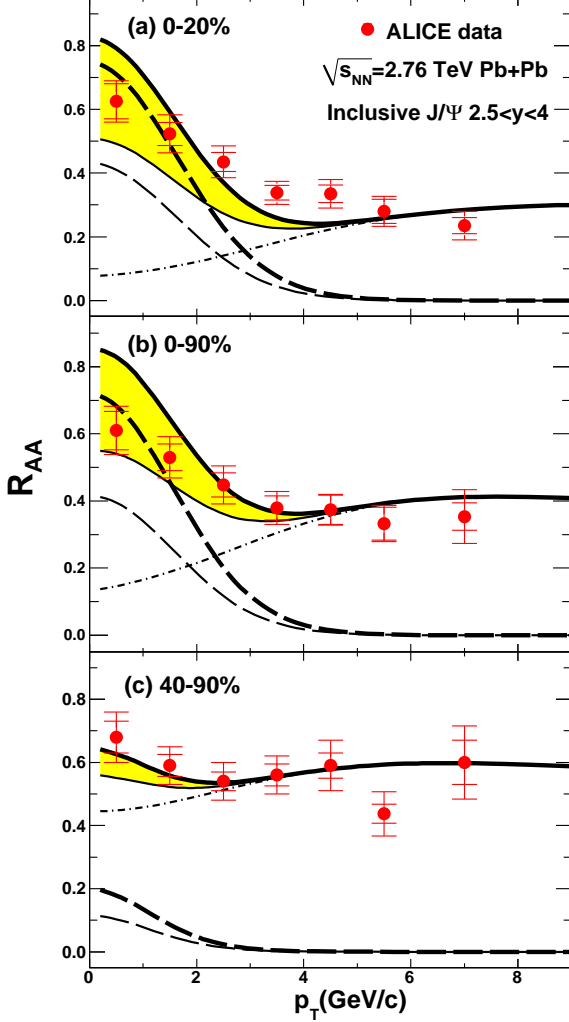 (a) 0-20%
ALICE data
√sNN=2.76 TeV Pb+Pb
Inclusive J/Ψ 2.5<y<4
0.8
0.6
0.4
0.2
0.0
(b) 0-90%
0.8
0.6
0.4
0.2
0.0
RAA
(c) 40-90%
0.8
0.6
0.4
0.2
0.0
0 2 4 6 8
pT(GeV/c)